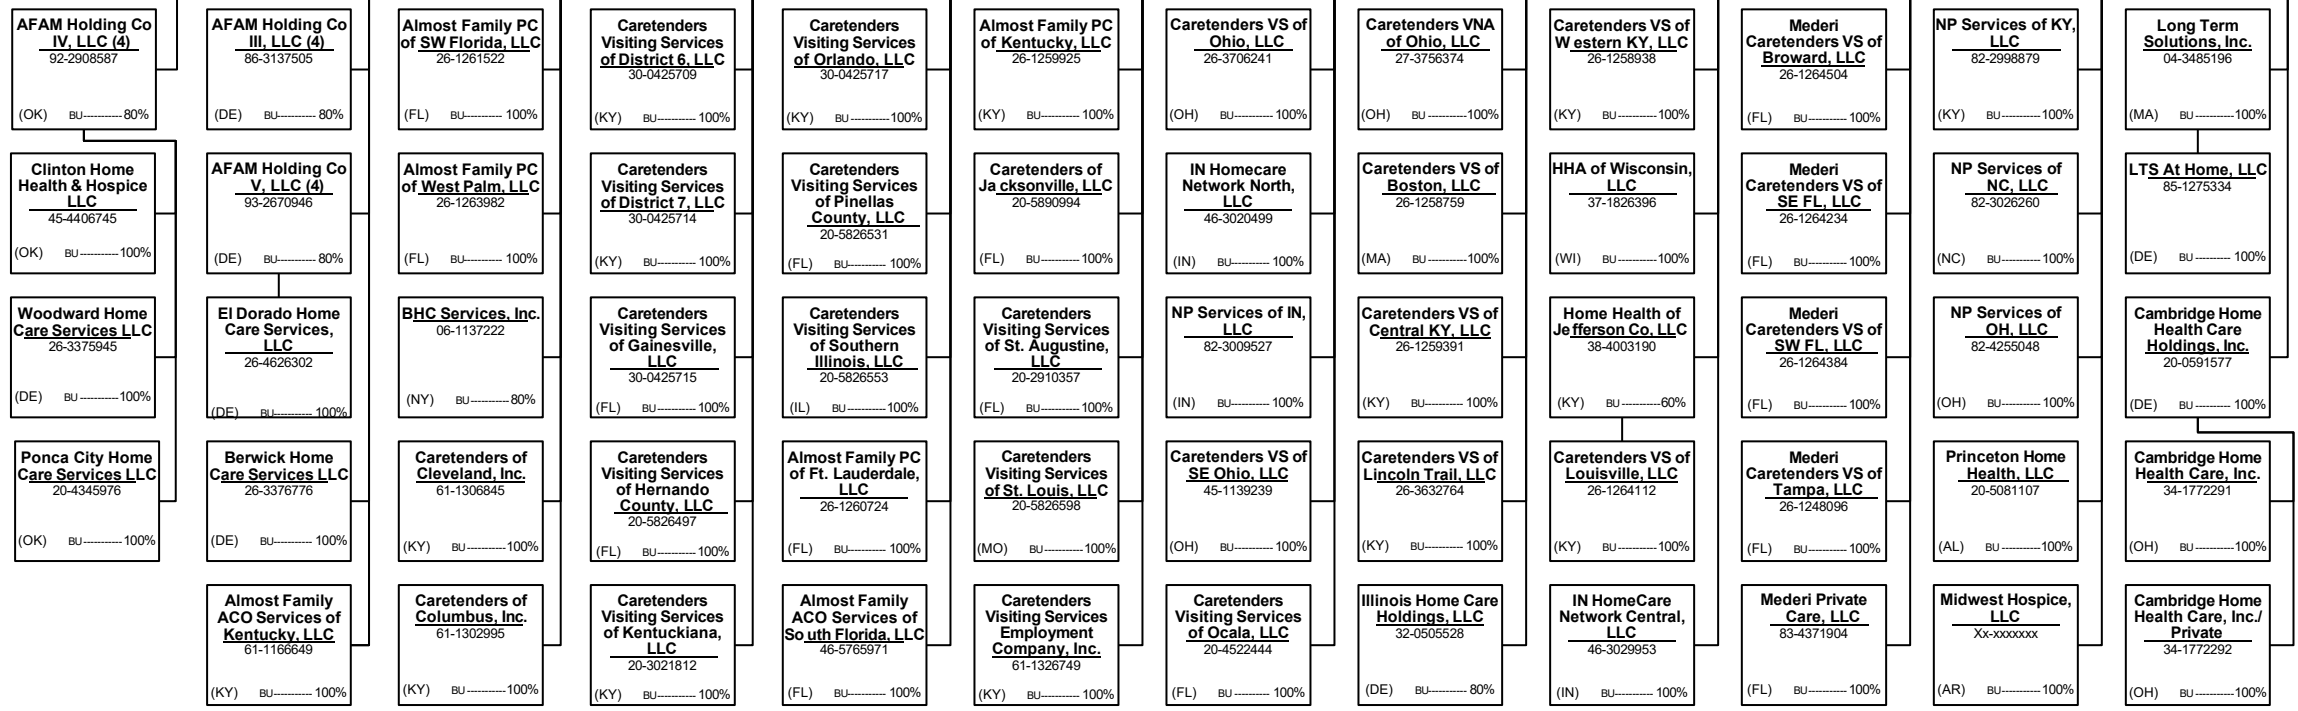 AFAM Holding Co
IV, LLC (4)
92-2908587
(OK) BU-----------80%
Clinton Home
Health & Hospice
LLC
45-4406745
(OK) BU-----------100%
Woodward Home
Care Services LLC
26-3375945
(DE) BU-----------100%
Ponca City Home
Care Services LLC
20-4345976
(OK) BU-----------100%
AFAM Holding Co
III, LLC (4)
86-3137505
(DE) BU----------- 80%
AFAM Holding Co
V, LLC (4)
93-2670946
(DE) BU----------- 80%
El Dorado Home
Care Services,
LLC
26-4626302
(DE) BU----------- 100%
Berwick Home
Care Services LLC
26-3376776
(DE) BU----------- 100%
Almost Family
ACO Services of
Kentucky, LLC
61-1166649
(KY) BU----------- 100%
Almost Family PC
of SW Florida, LLC
26-1261522
(FL) BU----------- 100%
Almost Family PC
of West Palm, LLC
26-1263982
(FL) BU----------- 100%
BHC Services, Inc.
06-1137222
(NY) BU-----------80%
Caretenders of
Cleveland, Inc.
61-1306845
(KY) BU-----------100%
Caretenders of
Columbus, Inc.
61-1302995
(KY) BU-----------100%
Caretenders
Visiting Services
of District 6, LLC
30-0425709
(KY) BU----------- 100%
Caretenders
Visiting Services
of District 7, LLC
30-0425714
(KY) BU----------- 100%
Caretenders
Visiting Services
of Gainesville,
LLC
30-0425715
(FL) BU----------- 100%
Caretenders
Visiting Services
of Hernando
County, LLC
20-5826497
(FL) BU----------- 100%
Caretenders
Visiting Services
of Kentuckiana,
LLC
20-3021812
(KY) BU----------- 100%
Caretenders
Visiting Services
of Orlando, LLC
30-0425717
(KY) BU-----------100%
Caretenders
Visiting Services
of Pinellas
County, LLC
20-5826531
(FL) BU----------- 100%
Caretenders
Visiting Services
of Southern
Illinois, LLC
20-5826553
(IL) BU-----------100%
Almost Family PC
of Ft. Lauderdale,
LLC
26-1260724
(FL) BU----------- 100%
Almost Family
ACO Services of
South Florida, LLC
46-5765971
(FL) BU----------- 100%
Almost Family PC
of Kentucky, LLC
26-1259925
(KY) BU----------- 100%
Caretenders of
Jacksonville, LLC
20-5890994
(FL) BU----------- 100%
Caretenders
Visiting Services
of St. Augustine,
LLC
20-2910357
(FL) BU-----------100%
Caretenders
Visiting Services
of St. Louis, LLC
20-5826598
(MO) BU-----------100%
Caretenders
Visiting Services
Employment
Company, Inc.
61-1326749
(KY) BU----------- 100%
Caretenders VS of
Ohio, LLC
26-3706241
(OH) BU-----------100%
IN Homecare
Network North,
LLC
46-3020499
(IN) BU----------- 100%
NP Services of IN,
LLC
82-3009527
(IN) BU----------- 100%
Caretenders VS of
SE Ohio, LLC
45-1139239
(OH) BU----------- 100%
Caretenders
Visiting Services
of Ocala, LLC
20-4522444
(FL) BU----------- 100%
Caretenders VNA
of Ohio, LLC
27-3756374
(OH) BU-----------100%
Caretenders VS of
Boston, LLC
26-1258759
(MA) BU-----------100%
Caretenders VS of
Central KY, LLC
26-1259391
(KY) BU----------- 100%
Caretenders VS of
Lincoln Trail, LLC
26-3632764
(KY) BU----------- 100%
Illinois Home Care
Holdings, LLC
32-0505528
(DE) BU----------- 80%
Caretenders VS of
Western KY, LLC
26-1258938
(KY) BU-----------100%
HHA of Wisconsin,
LLC
37-1826396
(WI) BU-----------100%
Home Health of
Jefferson Co, LLC
38-4003190
(KY) BU -----------60%
Caretenders VS of
Louisville, LLC
26-1264112
(KY) BU-----------100%
IN HomeCare
Network Central,
LLC
46-3029953
(IN) BU-----------100%
Mederi
Caretenders VS of
Broward, LLC
26-1264504
(FL) BU----------- 100%
Mederi
Caretenders VS of
SE FL, LLC
26-1264234
(FL) BU----------- 100%
Mederi
Caretenders VS of
SW FL, LLC
26-1264384
(FL) BU----------- 100%
Mederi
Caretenders VS of
Tampa, LLC
26-1248096
(FL) BU----------- 100%
Mederi Private
Care, LLC
83-4371904
(FL) BU----------- 100%
NP Services of KY,
LLC
82-2998879
(KY) BU-----------100%
NP Services of
NC, LLC
82-3026260
(NC) BU-----------100%
NP Services of
OH, LLC
82-4255048
(OH) BU-----------100%
Princeton Home
Health, LLC
20-5081107
(AL) BU-----------100%
Midwest Hospice,
LLC
Xx-xxxxxxx
(AR) BU-----------100%
Long Term
Solutions, Inc.
04-3485196
(MA) BU-----------100%
LTS At Home, LLC
85-1275334
(DE) BU----------- 100%
Cambridge Home
Health Care
Holdings, Inc.
20-0591577
(DE) BU----------- 100%
Cambridge Home
Health Care, Inc.
34-1772291
(OH) BU-----------100%
Cambridge Home
Health Care, Inc./
Private
34-1772292
(OH) BU-----------100%